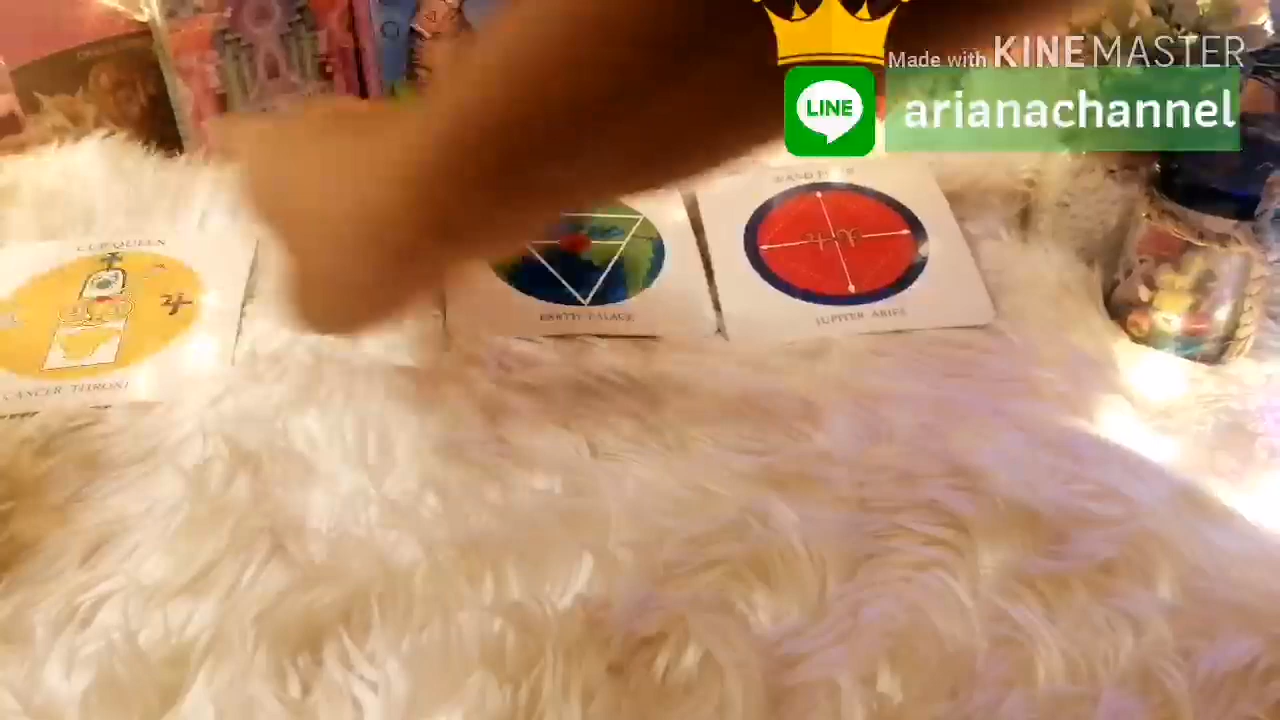 Made with KINEMASTER
LINE
arianachannel
CUP QUEEN
CANCER THRONE
EARTH PALACE
JUPITER ARIES